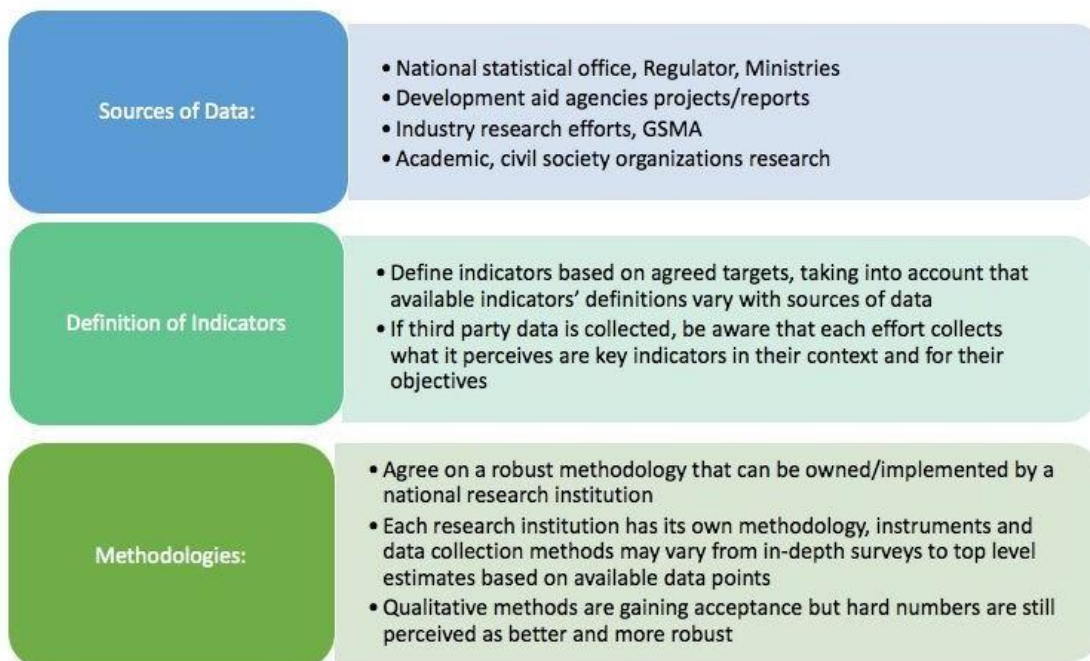 Sources of Data:
• National statistical office, Regulator, Ministries
• Development aid agencies projects/reports
• Industry research efforts, GSMA
• Academic, civil society organizations research
Definition of Indicators
• Define indicators based on agreed targets, taking into account that
available indicators’ definitions vary with sources of data
• If third party data is collected, be aware that each effort collects
what it perceives are key indicators in their context and for their
objectives
Methodologies:
• Agree on a robust methodology that can be owned/implemented by a
national research institution
• Each research institution has its own methodology, instruments and
data collection methods may vary from in-depth surveys to top level
estimates based on available data points
• Qualitative methods are gaining acceptance but hard numbers are still
perceived as better and more robust